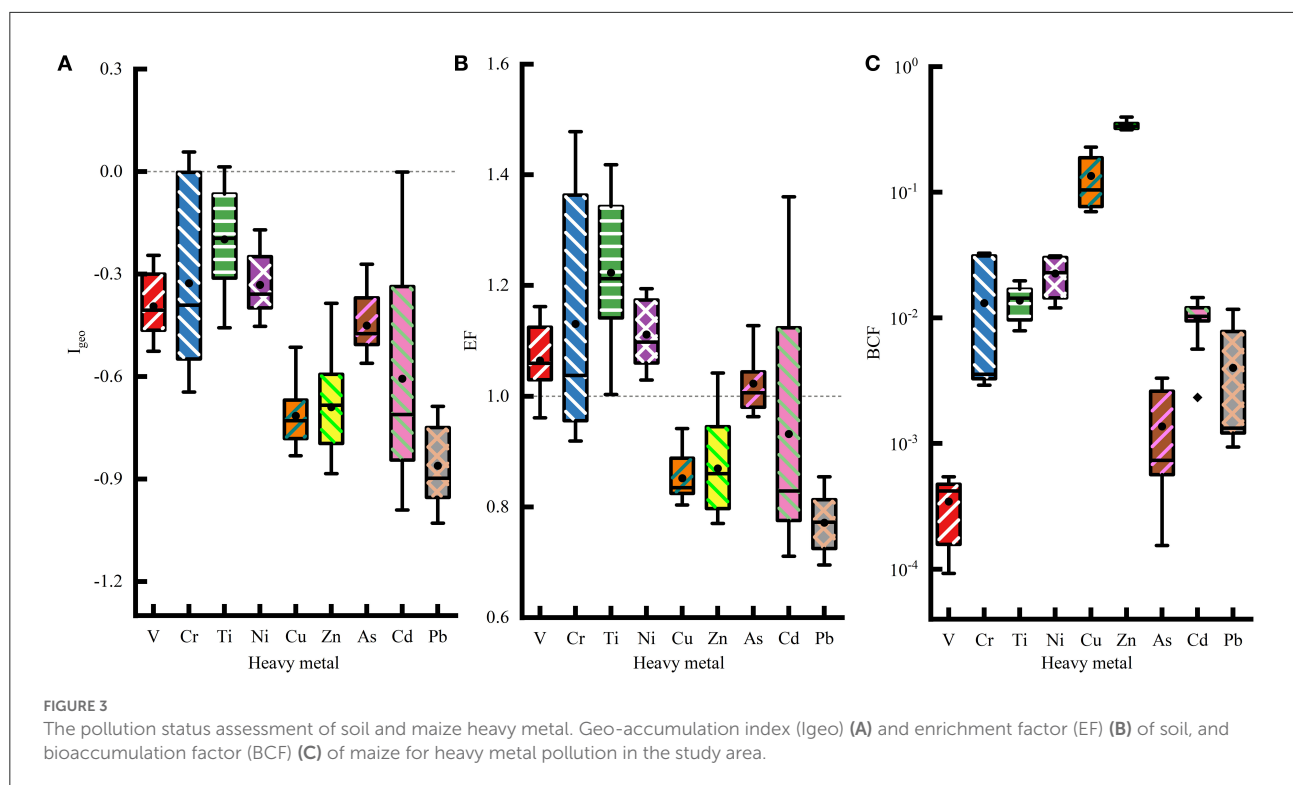 A
0.3
0.0
-0.3
-0.6
-0.9
-1.2
I_geo
V Cr Ti Ni Cu Zn As Cd Pb
Heavy metal
B
1.6
1.4
1.2
1.0
0.8
0.6
EF
V Cr Ti Ni Cu Zn As Cd Pb
Heavy metal
C
10^0
10^-1
10^-2
10^-3
10^-4
BCF
V Cr Ti Ni Cu Zn As Cd Pb
Heavy metal
FIGURE 3
The pollution status assessment of soil and maize heavy metal. Geo-accumulation index (Igeo) (A) and enrichment factor (EF) (B) of soil, and
bioaccumulation factor (BCF) (C) of maize for heavy metal pollution in the study area.